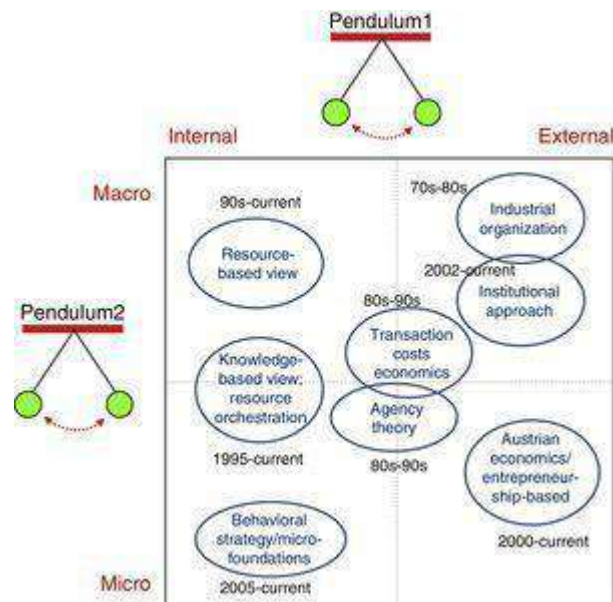 Pendulum1
Internal
External
Macro
90s-current
70s-80s
Industrial
organization
Resource-
based view
2002-current
Institutional
approach
Pendulum2
80s-90s
Transaction
costs
economics
Knowledge-
based view:
resource
orchestration
Agency
theory
1995-current
80s-90s
Austrian
economics/
entrepreneur-
ship-based
Behavioral
strategy/micro-
foundations
2000-current
Micro
2005-current